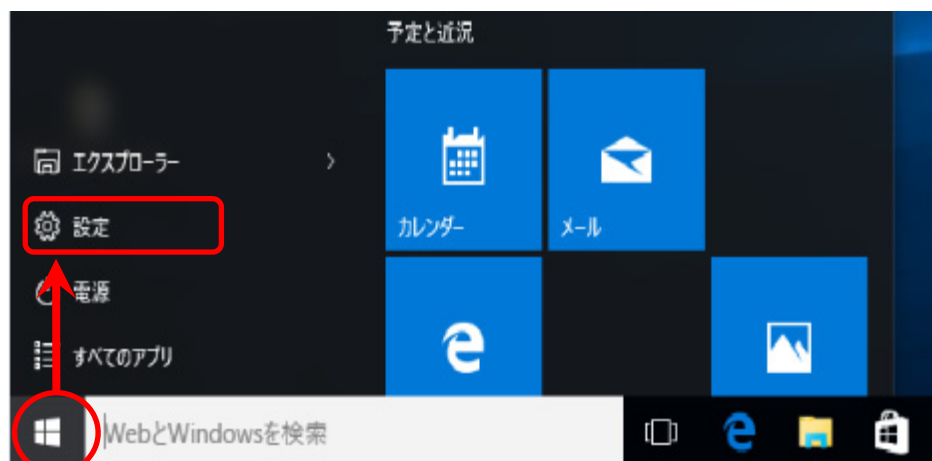 予定と近況
エクスプローラー
設定
カレンダー
メール
電源
すべてのアプリ
WebとWindowsを検索